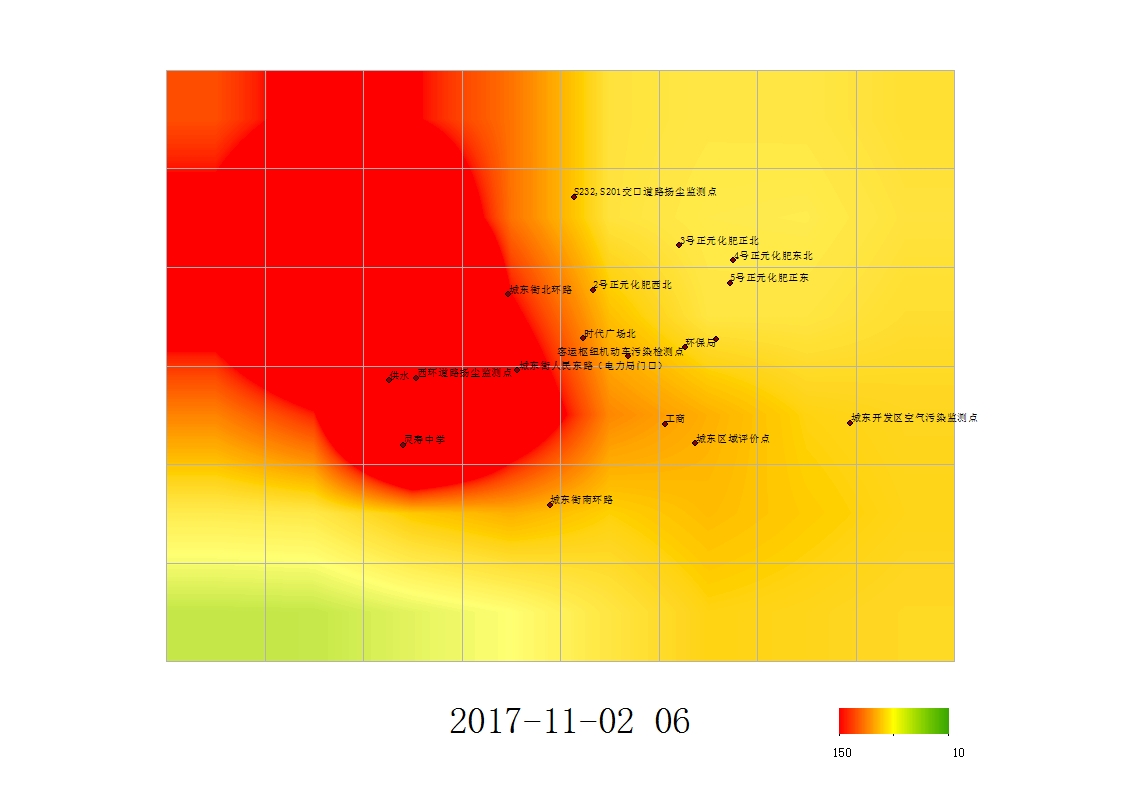 S232,S201交口道路扬尘监测点
3号正元化肥正北
4号正元化肥东北
5号正元化肥正东
2号正元化肥西北
城东街北环路
时代广场北
环保局
客运枢纽机动车污染检测点
城东街人民东路（电力局门口）
西环道路扬尘监测点
供水
工商
城东开发区空气污染监测点
城东区域评价点
灵寿中学
城东街南环路
2017-11-02 06
150 10